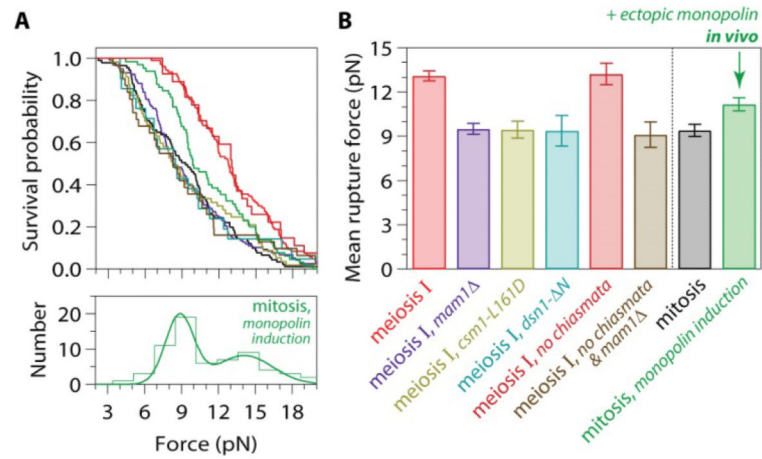 A
Survival probability
1.0
0.8
0.6
0.4
0.2
0.0
Number
20
10
0
mitosis,
monopolin
induction
3 6 9 12 15 18
Force (pN)
B
+ ectopic monopolin
in vivo
Mean rupture force (pN)
15
12
9
6
3
0
meiosis I
meiosis I, mam1Δ
meiosis I, csm1-L161D
meiosis I, dsn1-ΔN
meiosis I, no chiasmata
meiosis I, no chiasmata
& mam1Δ
mitosis
mitosis, monopolin induction